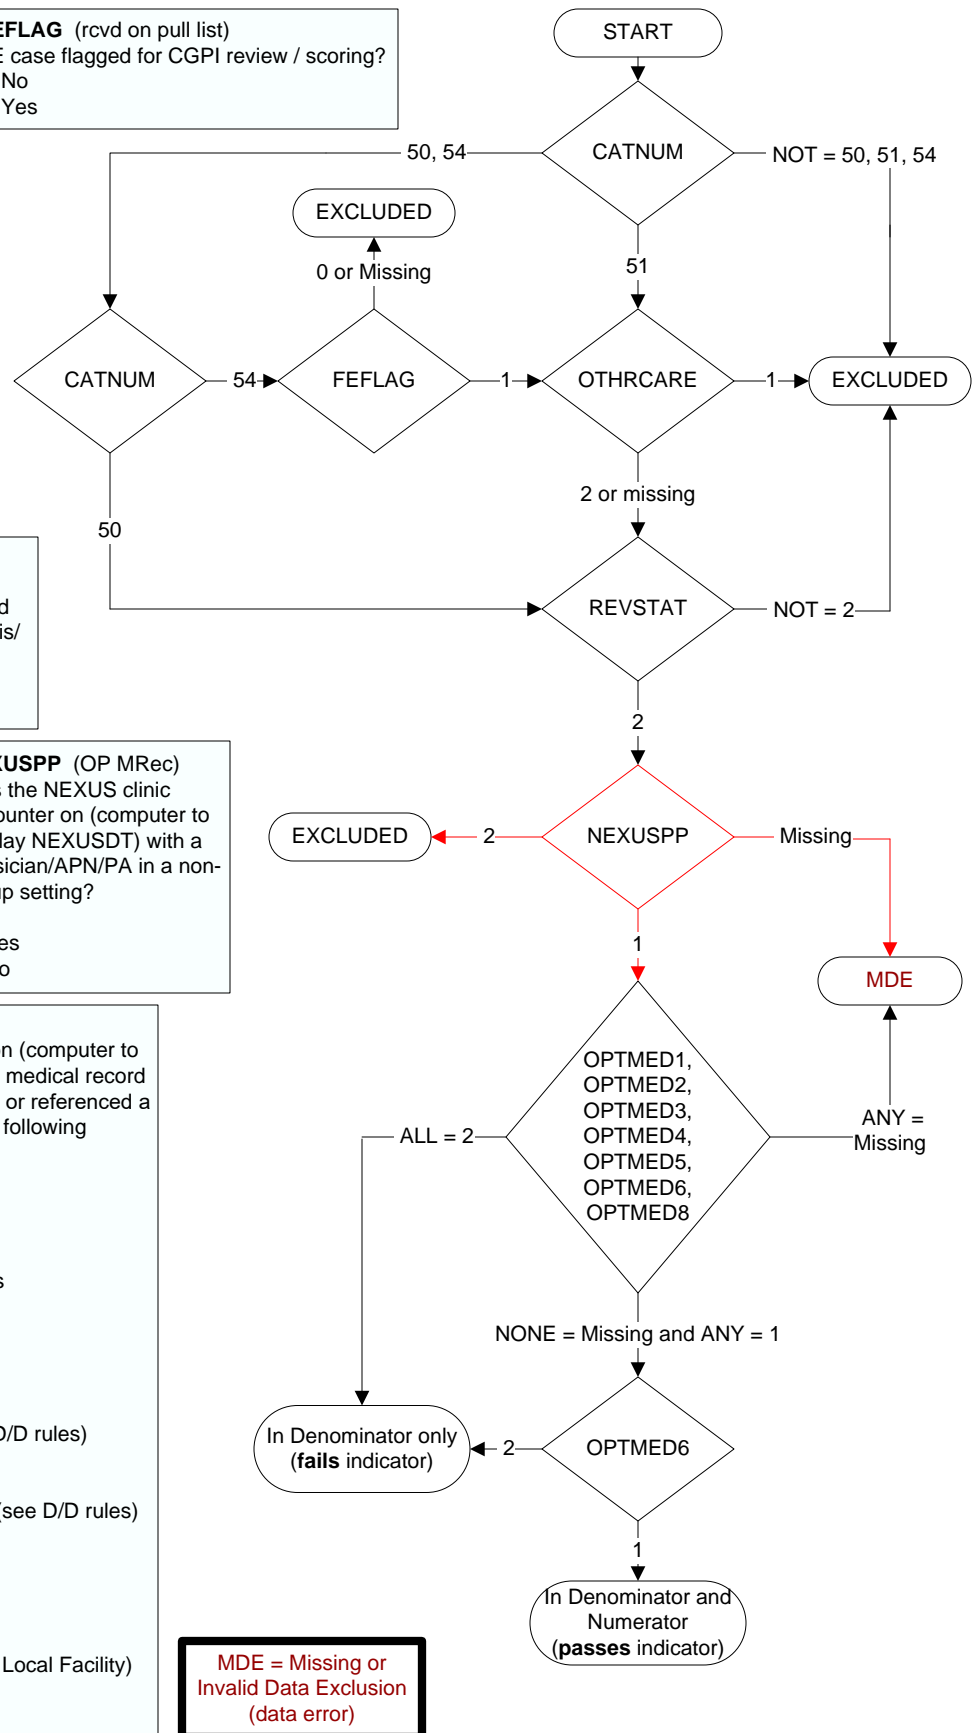 EFLAG (rcvd on pull list)
E case flagged for CGPI review / scoring?
No
Yes
START
CATNUM
50, 54
NOT = 50, 51, 54
EXCLUDED
0 or Missing
51
CATNUM
54
FEFLAG
1
OTHRCARE
1
EXCLUDED
2 or missing
50
d
is/
REVSTAT
NOT = 2
2
XUSPP (OP MRec)
s the NEXUS clinic
ounter on (computer to
lay NEXUSDT) with a
sician/APN/PA in a non-
up setting?
es
o
EXCLUDED
2
NEXUSPP
Missing
1
MDE
on (computer to
medical record
or referenced a
following
s
D/D rules)
(see D/D rules)
Local Facility)
OPTMED1,
OPTMED2,
OPTMED3,
OPTMED4,
OPTMED5,
OPTMED6,
OPTMED8
ALL = 2
ANY =
Missing
NONE = Missing and ANY = 1
In Denominator only
(fails indicator)
2
OPTMED6
1
In Denominator and
Numerator
(passes indicator)
MDE = Missing or
Invalid Data Exclusion
(data error)